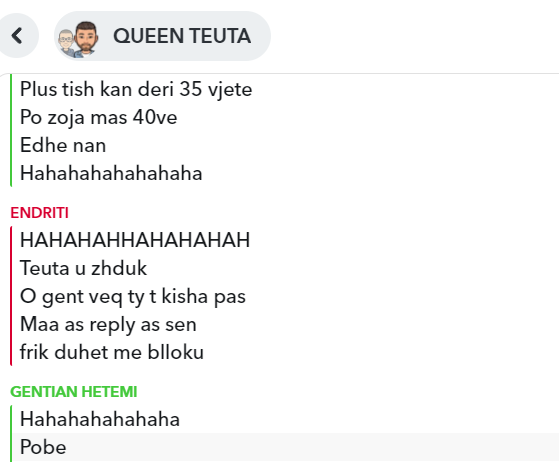 QUEEN TEUTA
Plus tish kan deri 35 vjete
Po zoja mas 40ve
Edhe nan
Hahahahahahahaha
ENDRITI
HAHAHAHHAHAHAHAH
Teuta u zhduk
O gent veq ty t kisha pas
Maa as reply as sen
frik duhet me blloku
GENTIAN HETEMI
Hahahahahahaha
Pobe